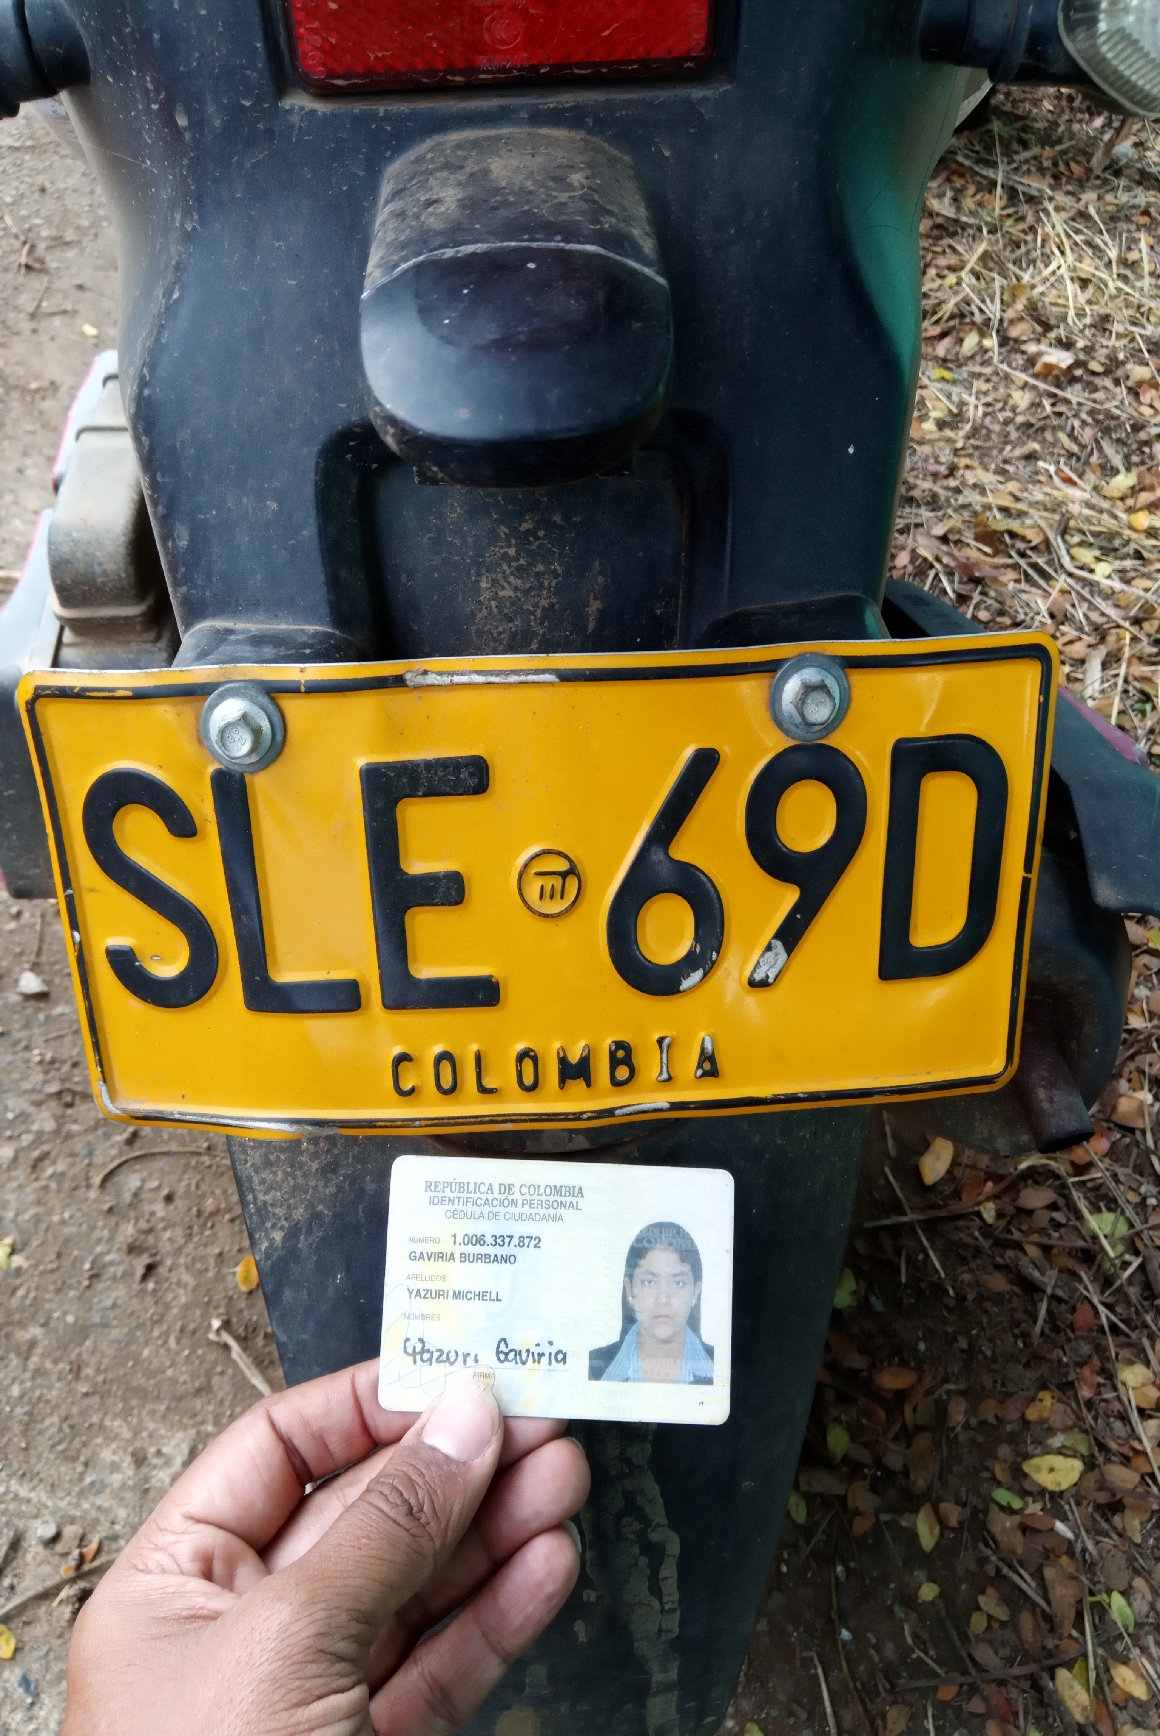 SLE 69D
COLOMBIA
REPÚBLICA DE COLOMBIA
IDENTIFICACIÓN PERSONAL
CÉDULA DE CIUDADANÍA
NÚMERO 1.006.337.872
GAVIRIA BURBANO
APELLIDOS
YAZURI MICHELL
NOMBRES
Yazuri Gaviria
FIRMA